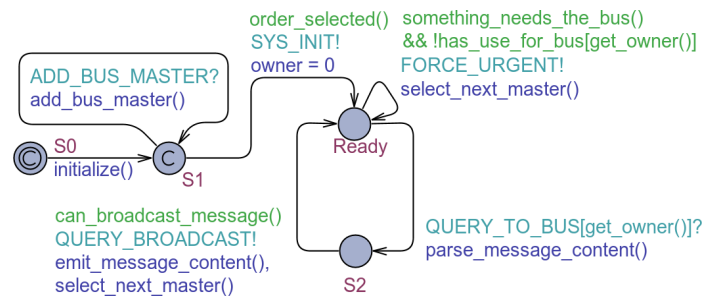 order_selected()
SYS_INIT!
owner = 0
something_needs_the_bus()
&& !has_use_for_bus[get_owner()]
FORCE_URGENT!
select_next_master()
ADD_BUS_MASTER?
add_bus_master()
C
S0
initialize()
C
S1
Ready
can_broadcast_message()
QUERY_BROADCAST!
emit_message_content(),
select_next_master()
QUERY_TO_BUS[get_owner()]?
parse_message_content()
S2